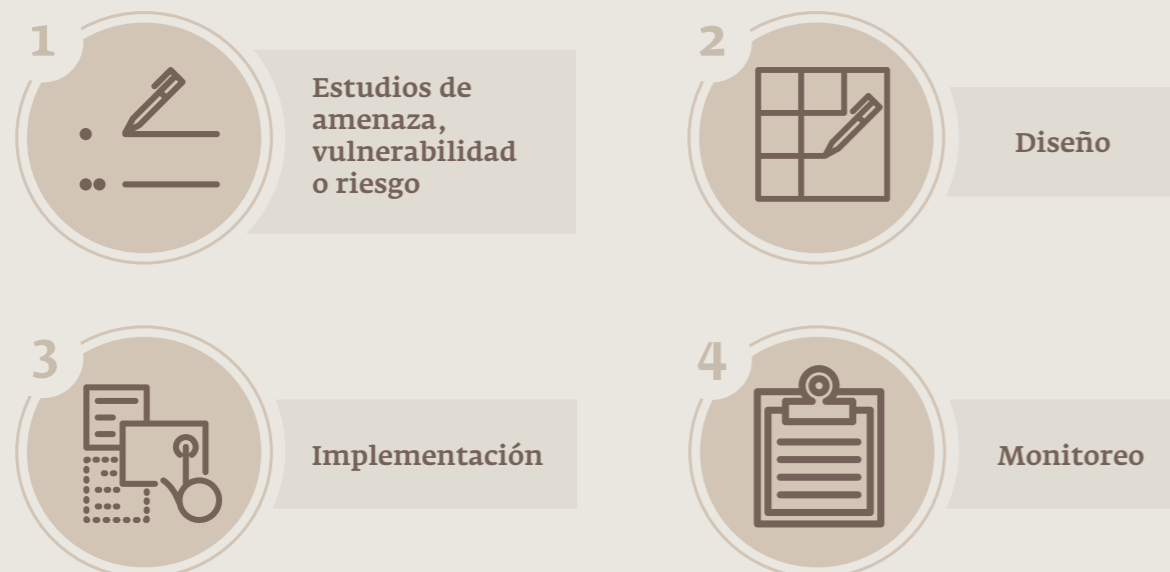 1
Estudios de
amenaza,
vulnerabilidad
o riesgo
2
Diseño
3
Implementación
4
Monitoreo